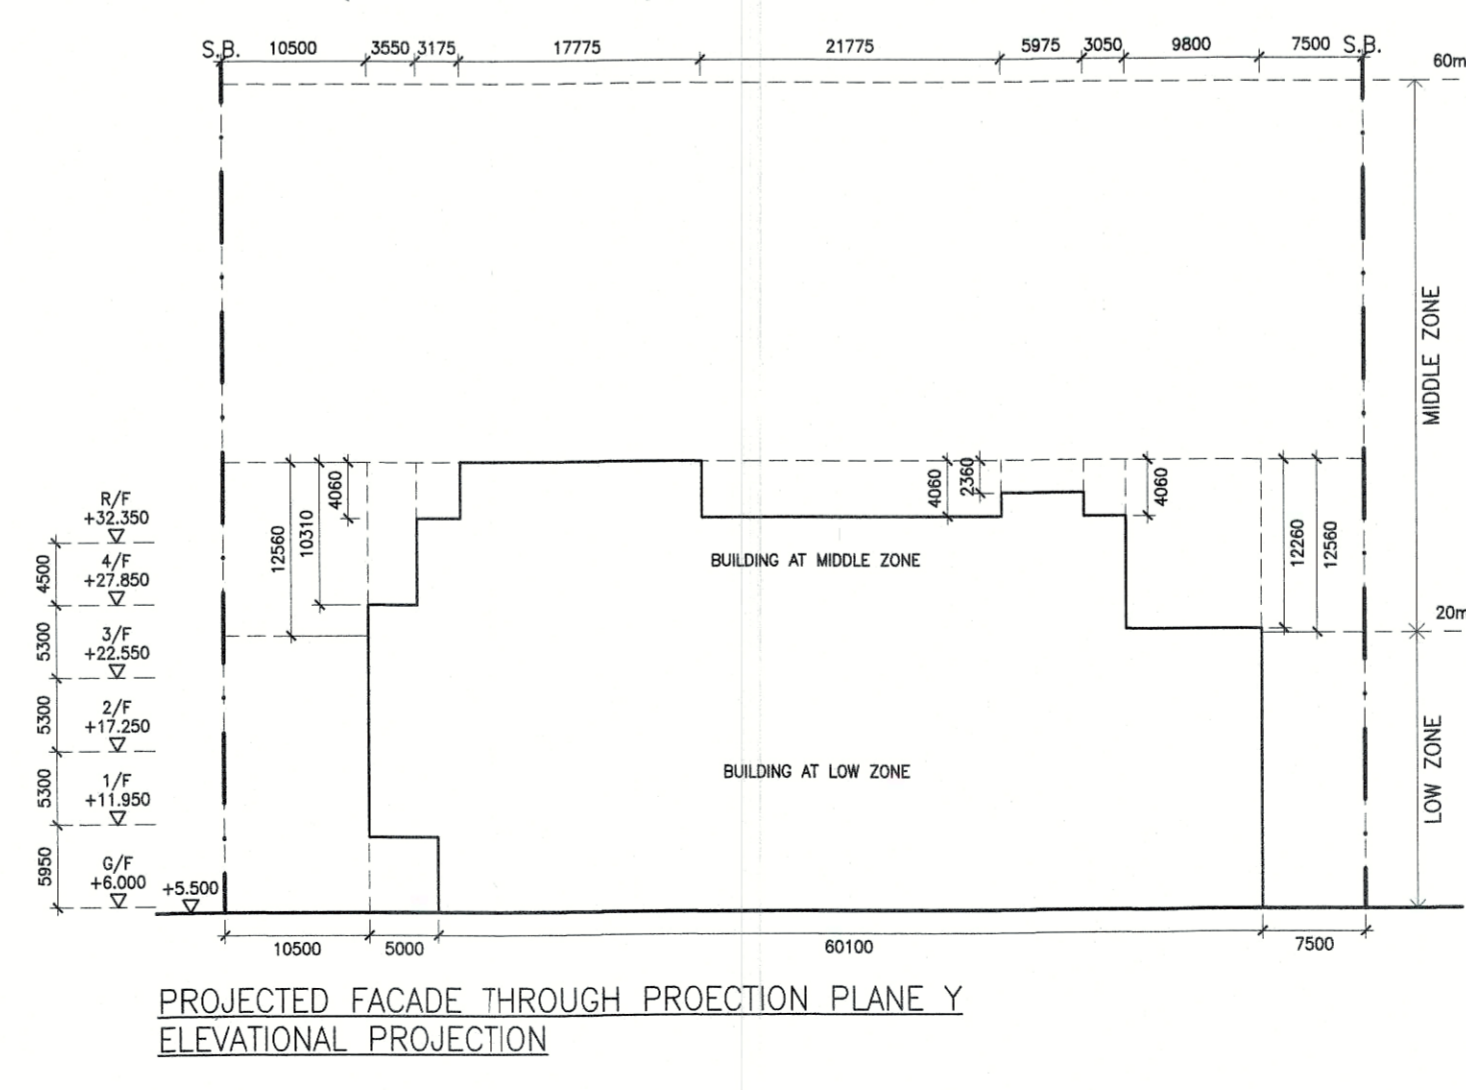 S.B. 10500 3550 3175 17775 21775 5975 3050 9800 7500 S.B.
60m
MIDDLE ZONE
4060
10310
12560
4060
2360
4060
12260
12560
R/F
+32.350
4500
4/F
+27.850
BUILDING AT MIDDLE ZONE
20m
5300
3/F
+22.550
5300
2/F
+17.250
5300
1/F
+11.950
BUILDING AT LOW ZONE
LOW ZONE
5950
G/F
+6.000
+5.500
10500 5000 60100 7500
PROJECTED FACADE THROUGH PROECTION PLANE Y
ELEVATIONAL PROJECTION